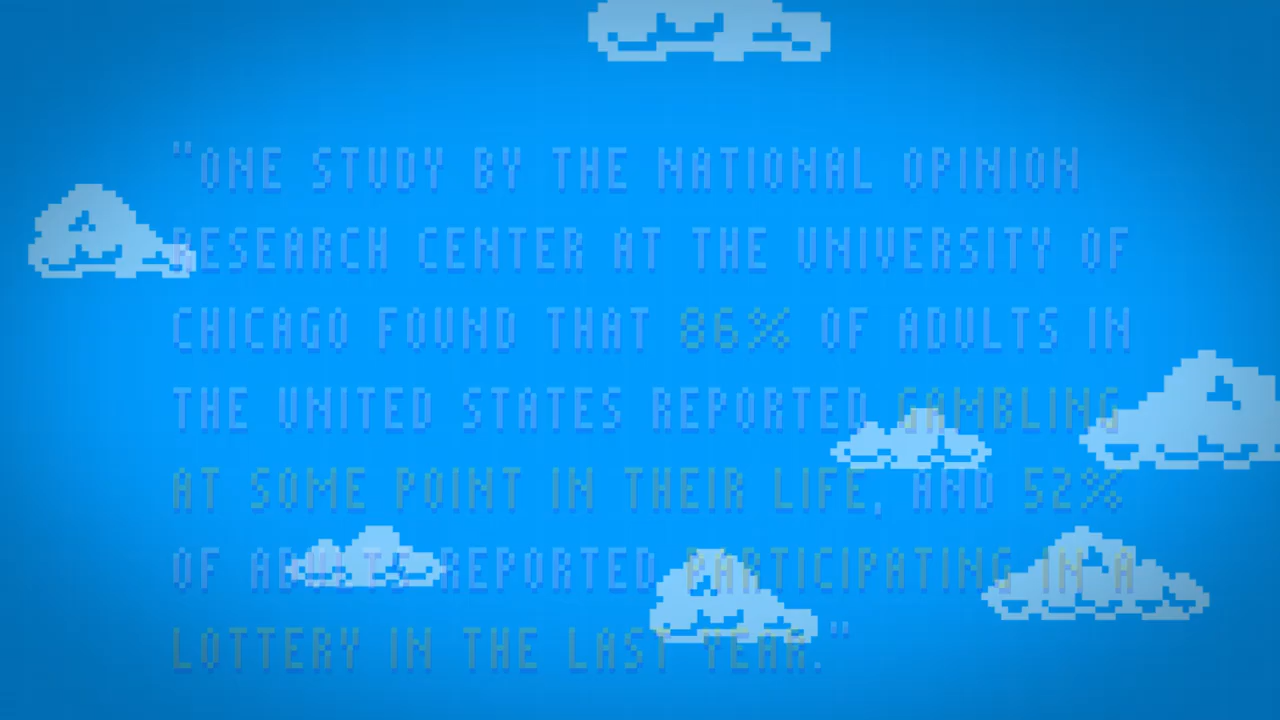 "ONE STUDY BY THE NATIONAL OPINION
RESEARCH CENTER AT THE UNIVERSITY OF
CHICAGO FOUND THAT 86% OF ADULTS IN
THE UNITED STATES REPORTED GAMBLING
AT SOME POINT IN THEIR LIFE, AND 52%
OF ADULTS REPORTED PARTICIPATING IN A
LOTTERY IN THE LAST YEAR."